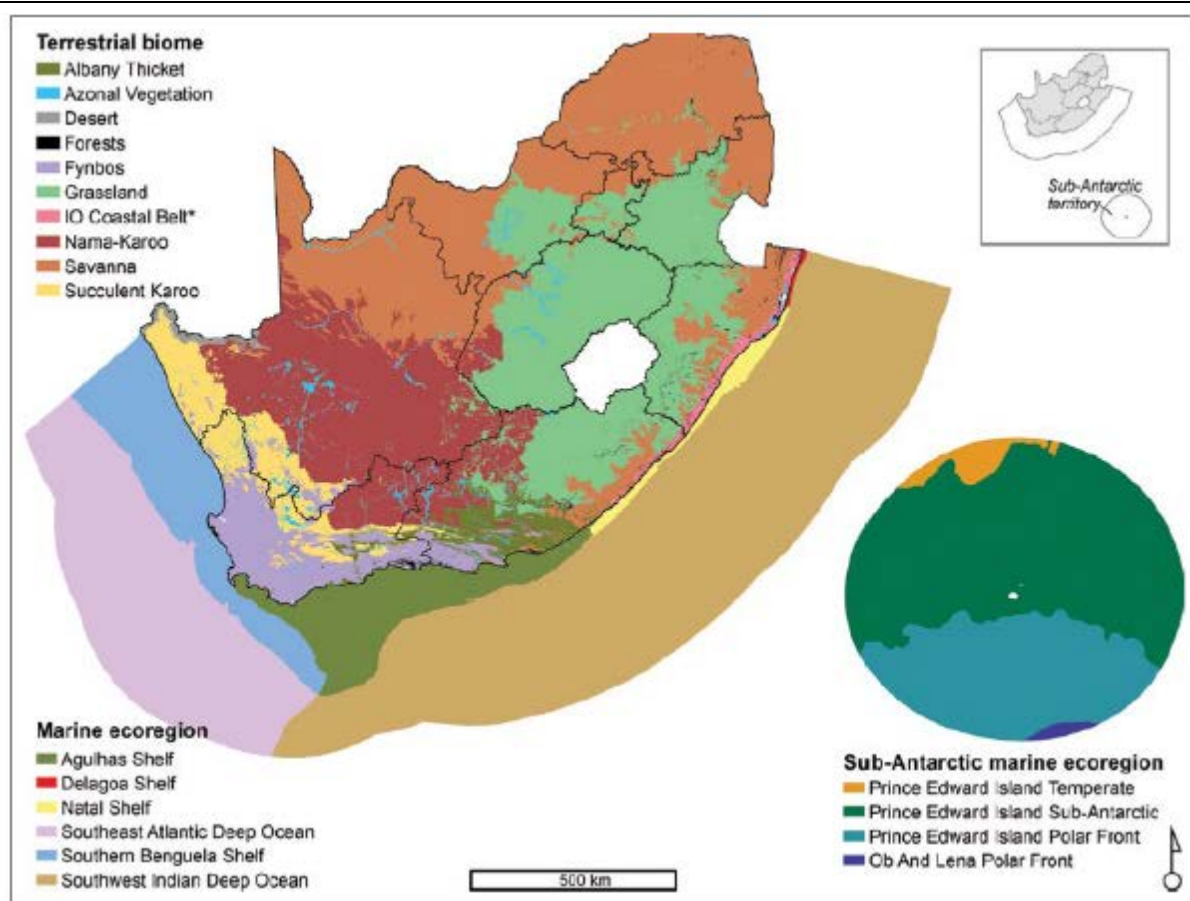 Terrestrial biome
Albany Thicket
Azonal Vegetation
Desert
Forests
Fynbos
Grassland
IO Coastal Belt*
Nama-Karoo
Savanna
Succulent Karoo
Sub-Antarctic
territory
Marine ecoregion
Agulhas Shelf
Delagoa Shelf
Natal Shelf
Southeast Atlantic Deep Ocean
Southern Benguela Shelf
Southwest Indian Deep Ocean
500 km
Sub-Antarctic marine ecoregion
Prince Edward Island Temperate
Prince Edward Island Sub-Antarctic
Prince Edward Island Polar Front
Ob And Lena Polar Front